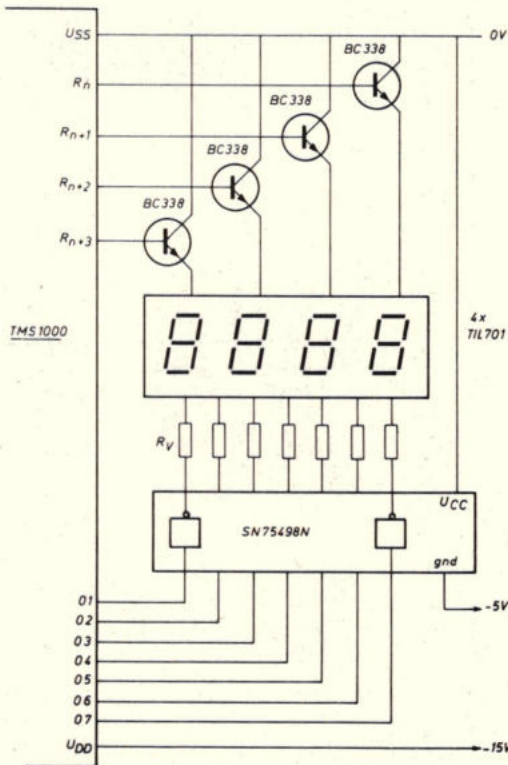 USS
0V
BC338
Rn
BC338
Rn+1
BC338
Rn+2
BC338
Rn+3
TMS1000
4x
TIL701
RV
UCC
SN75498N
gnd
-5V
01
02
03
04
05
06
07
UDD
-15V